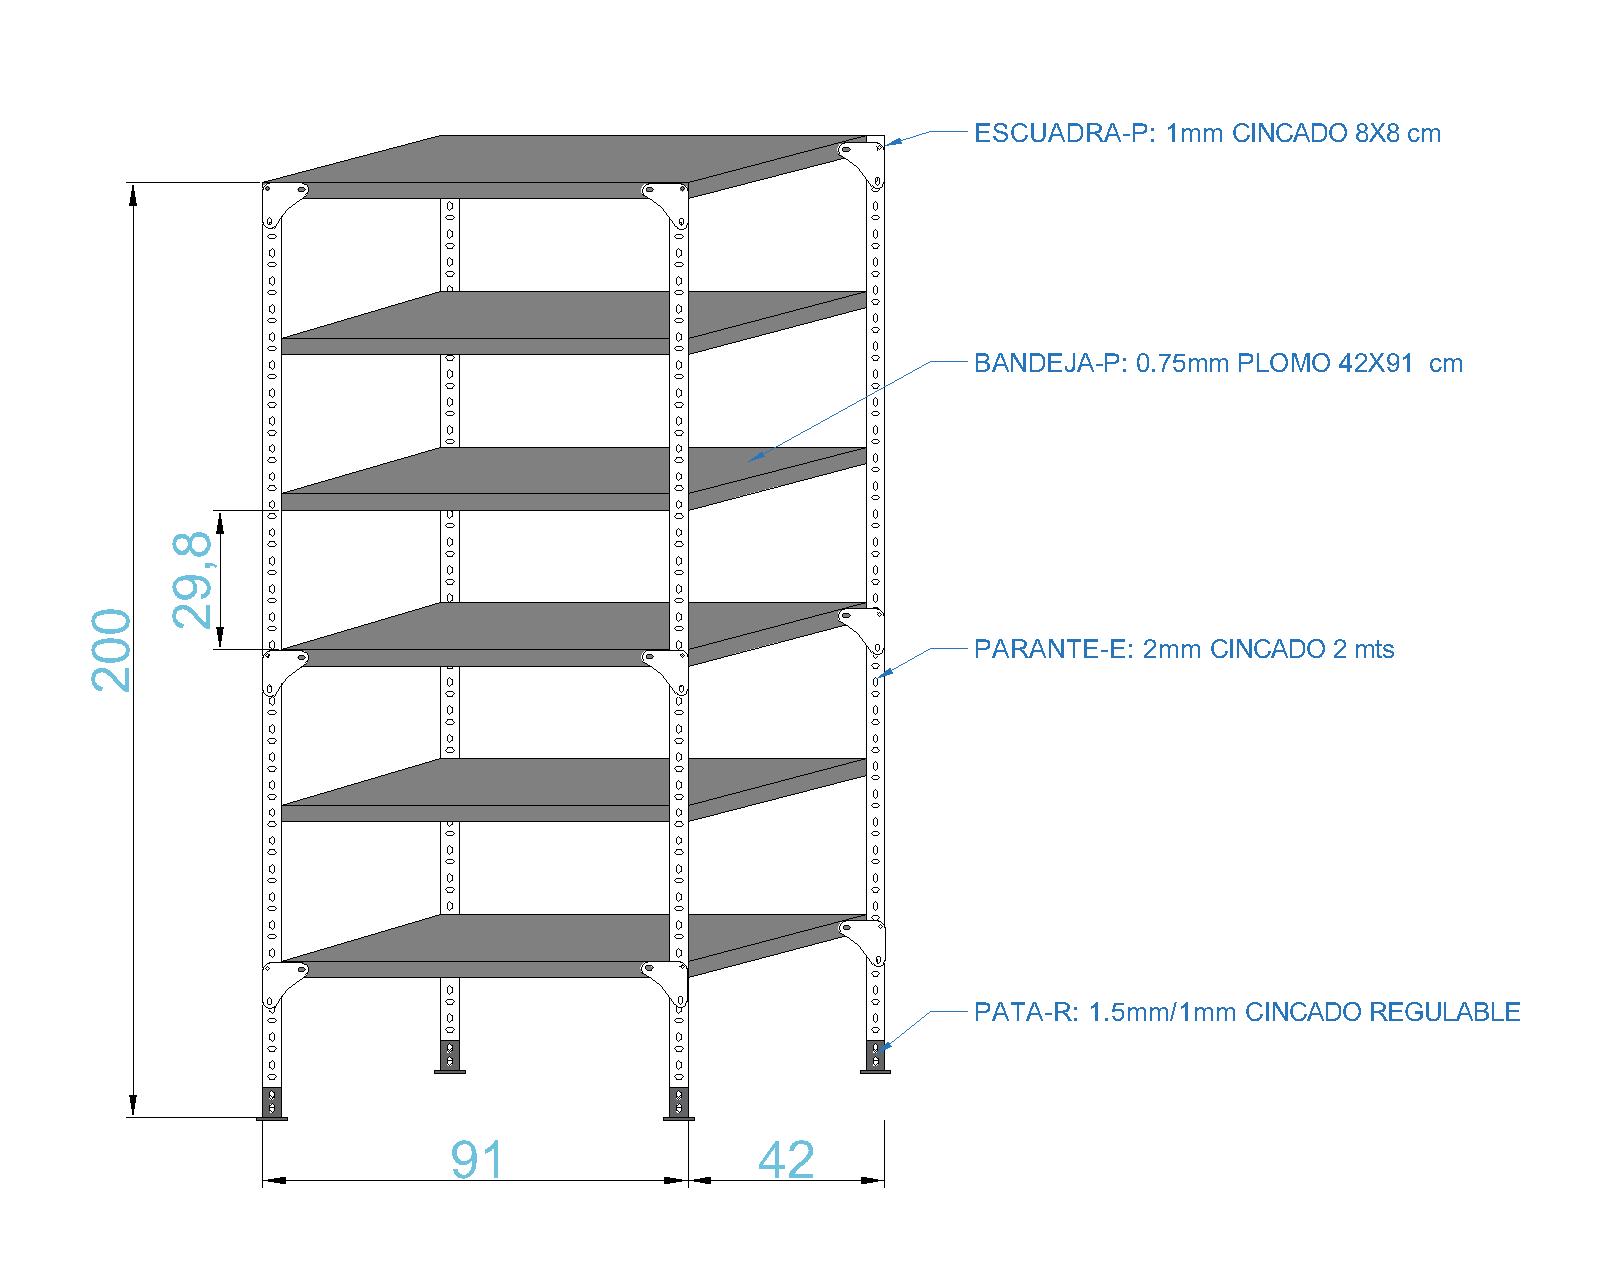 ESCUADRA-P: 1mm CINCADO 8X8 cm
BANDEJA-P: 0.75mm PLOMO 42X91 cm
29,8
200
PARANTE-E: 2mm CINCADO 2 mts
PATA-R: 1.5mm/1mm CINCADO REGULABLE
91
42